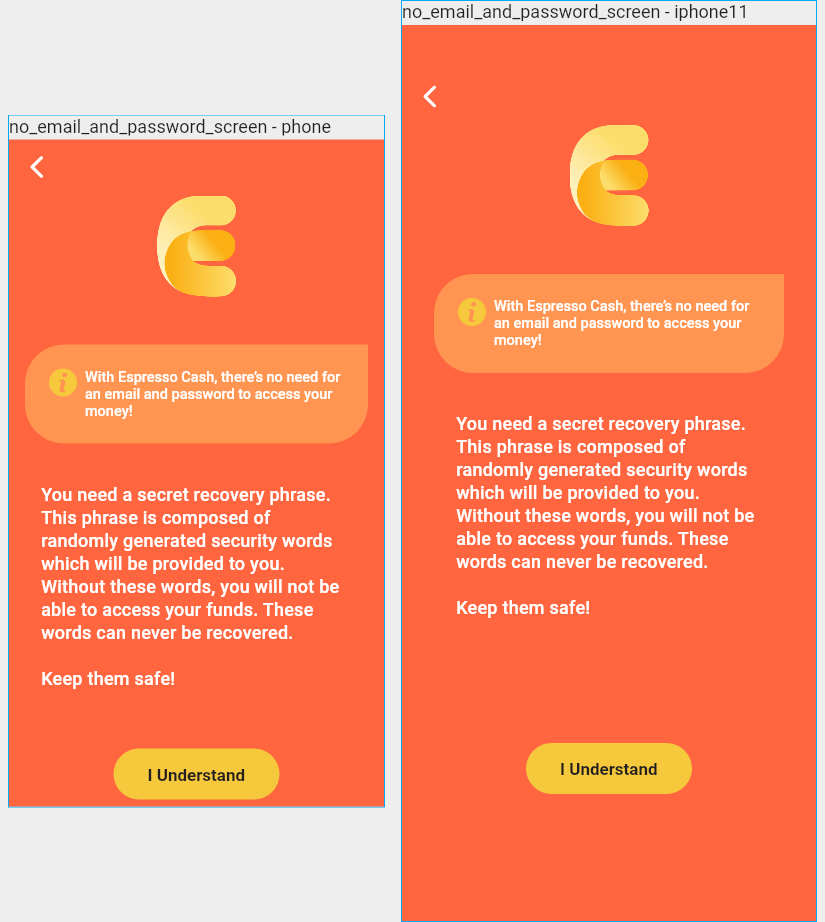 no_email_and_password_screen - phone
With Espresso Cash, there's no need for
an email and password to access your
money!
You need a secret recovery phrase.
This phrase is composed of
randomly generated security words
which will be provided to you.
Without these words, you will not be
able to access your funds. These
words can never be recovered.
Keep them safe!
I Understand
no_email_and_password_screen - iphone11
With Espresso Cash, there's no need for
an email and password to access your
money!
You need a secret recovery phrase.
This phrase is composed of
randomly generated security words
which will be provided to you.
Without these words, you will not be
able to access your funds. These
words can never be recovered.
Keep them safe!
I Understand